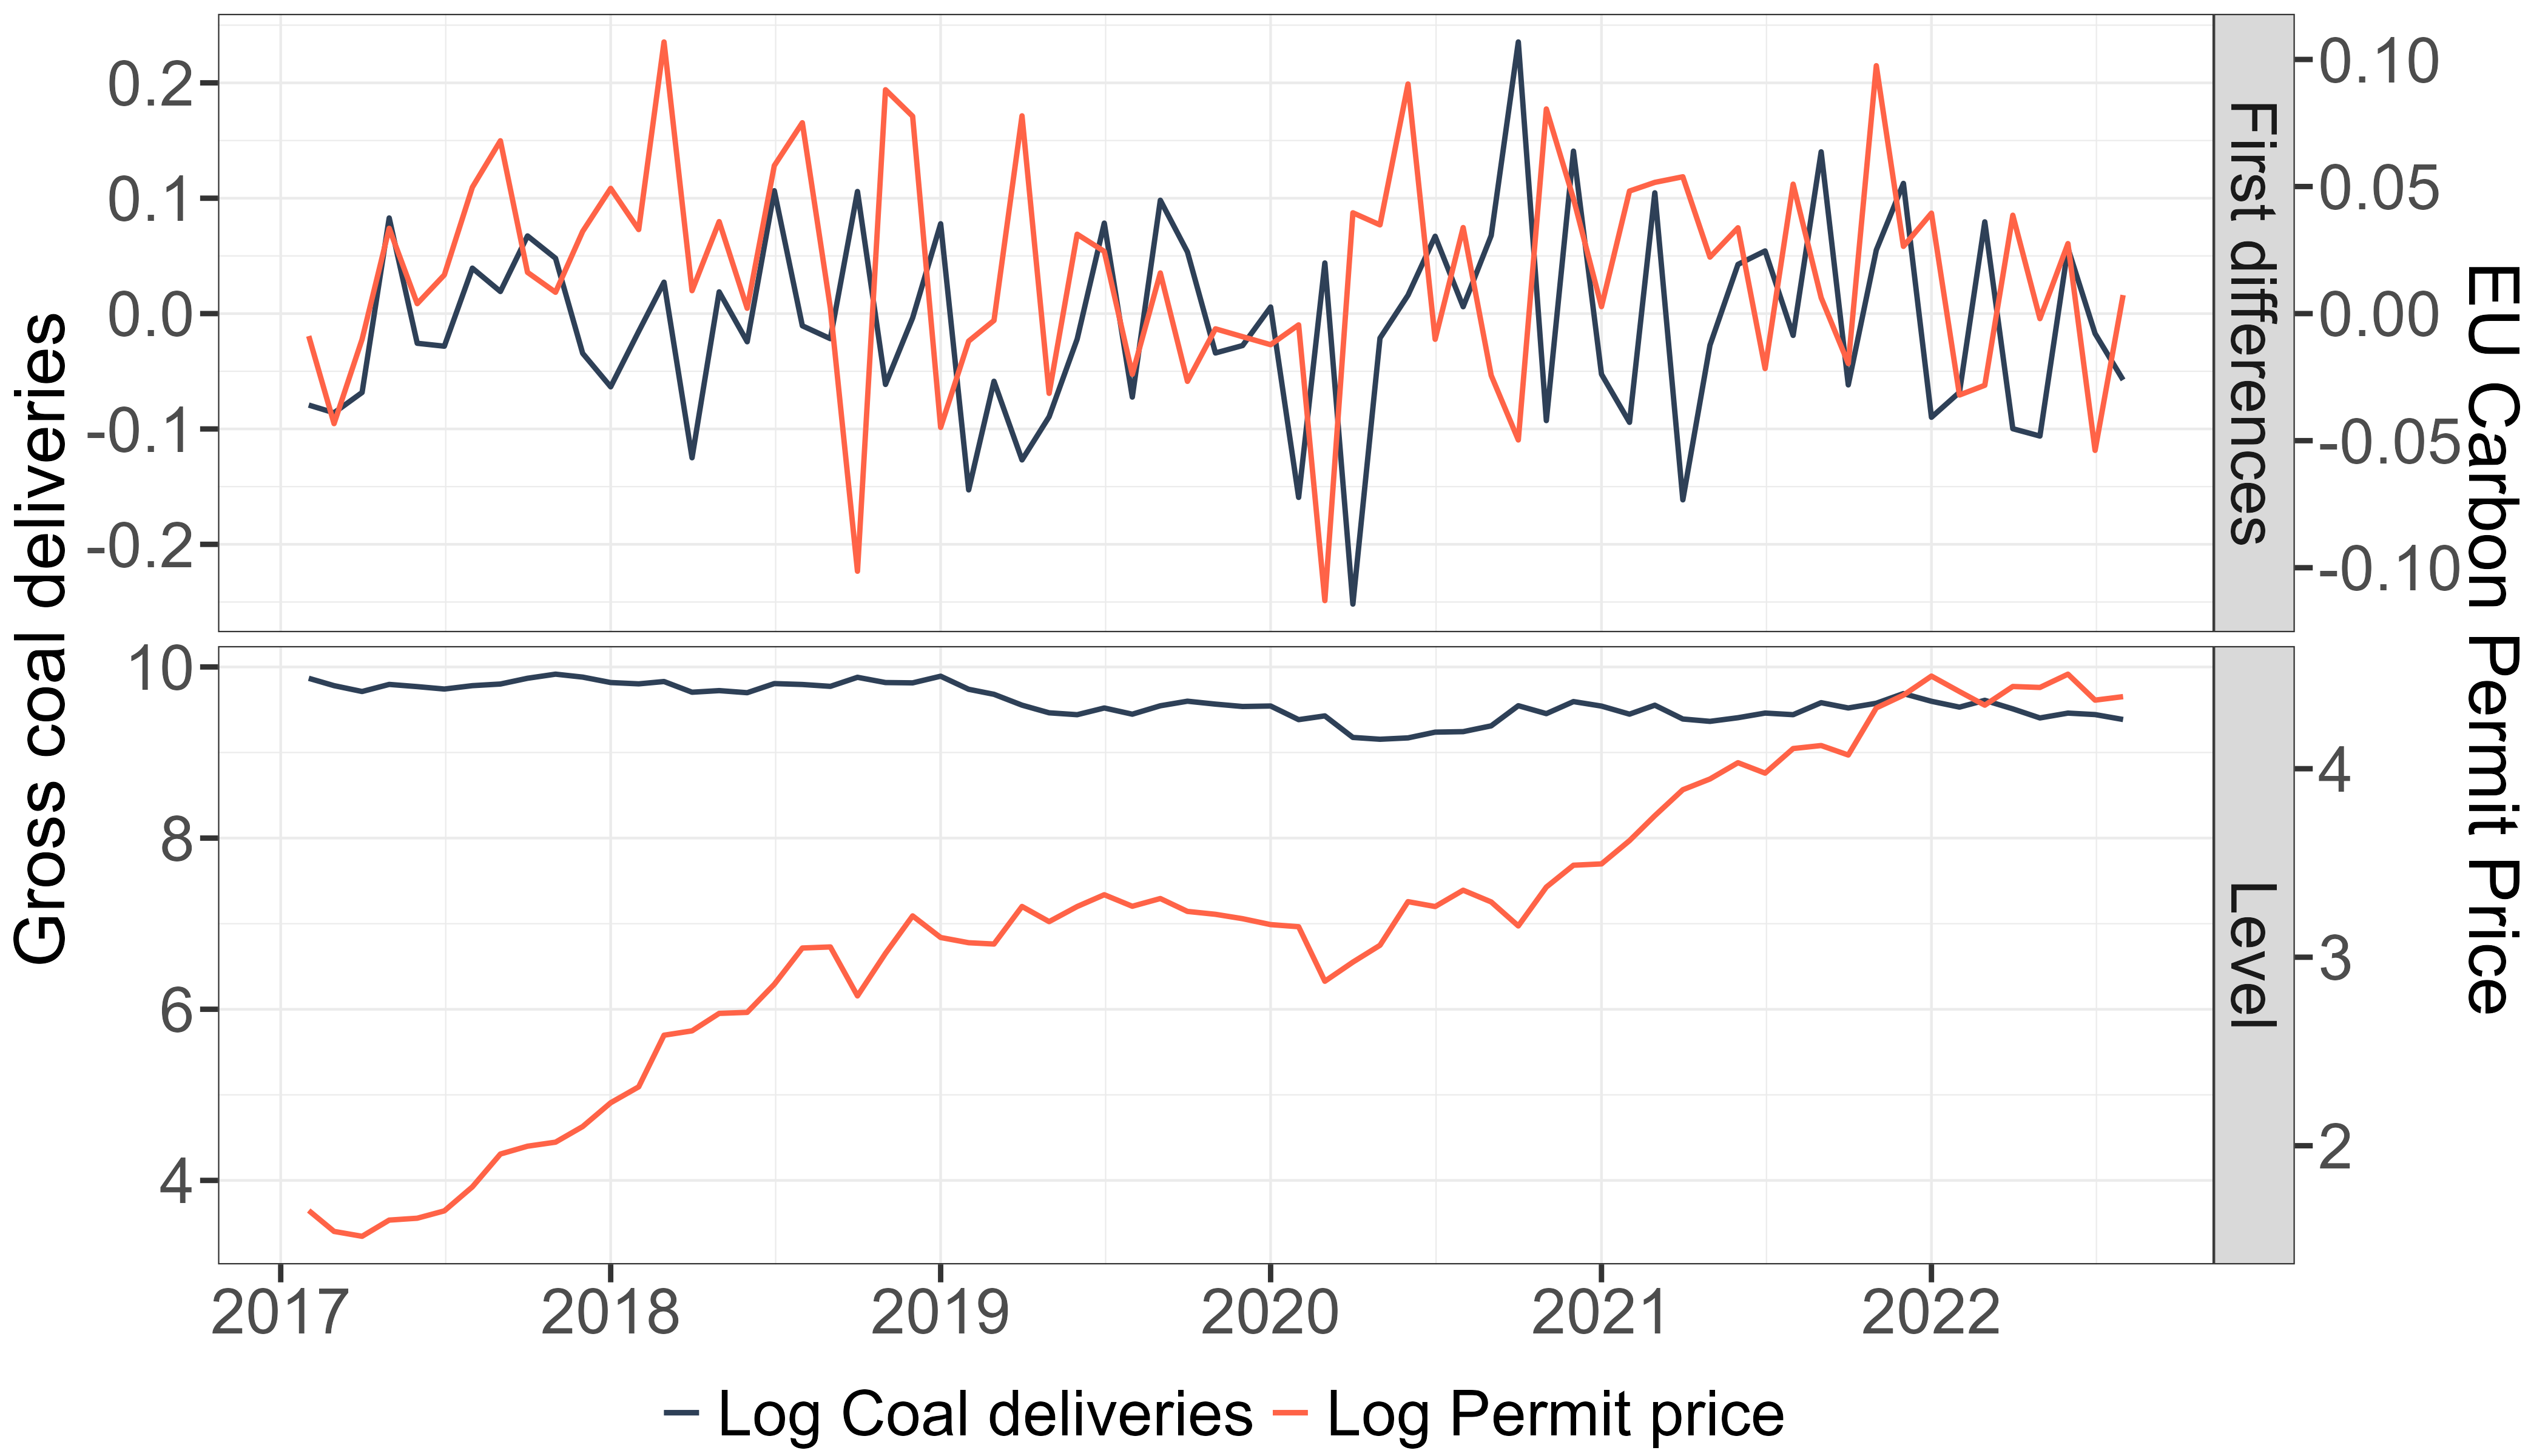 Gross coal deliveries
0.2
0.1
0.0
-0.1
-0.2
First differences
0.10
0.05
0.00
-0.05
-0.10
EU Carbon Permit Price
10
8
6
4
Level
4
3
2
2017 2018 2019 2020 2021 2022
Log Coal deliveries Log Permit price